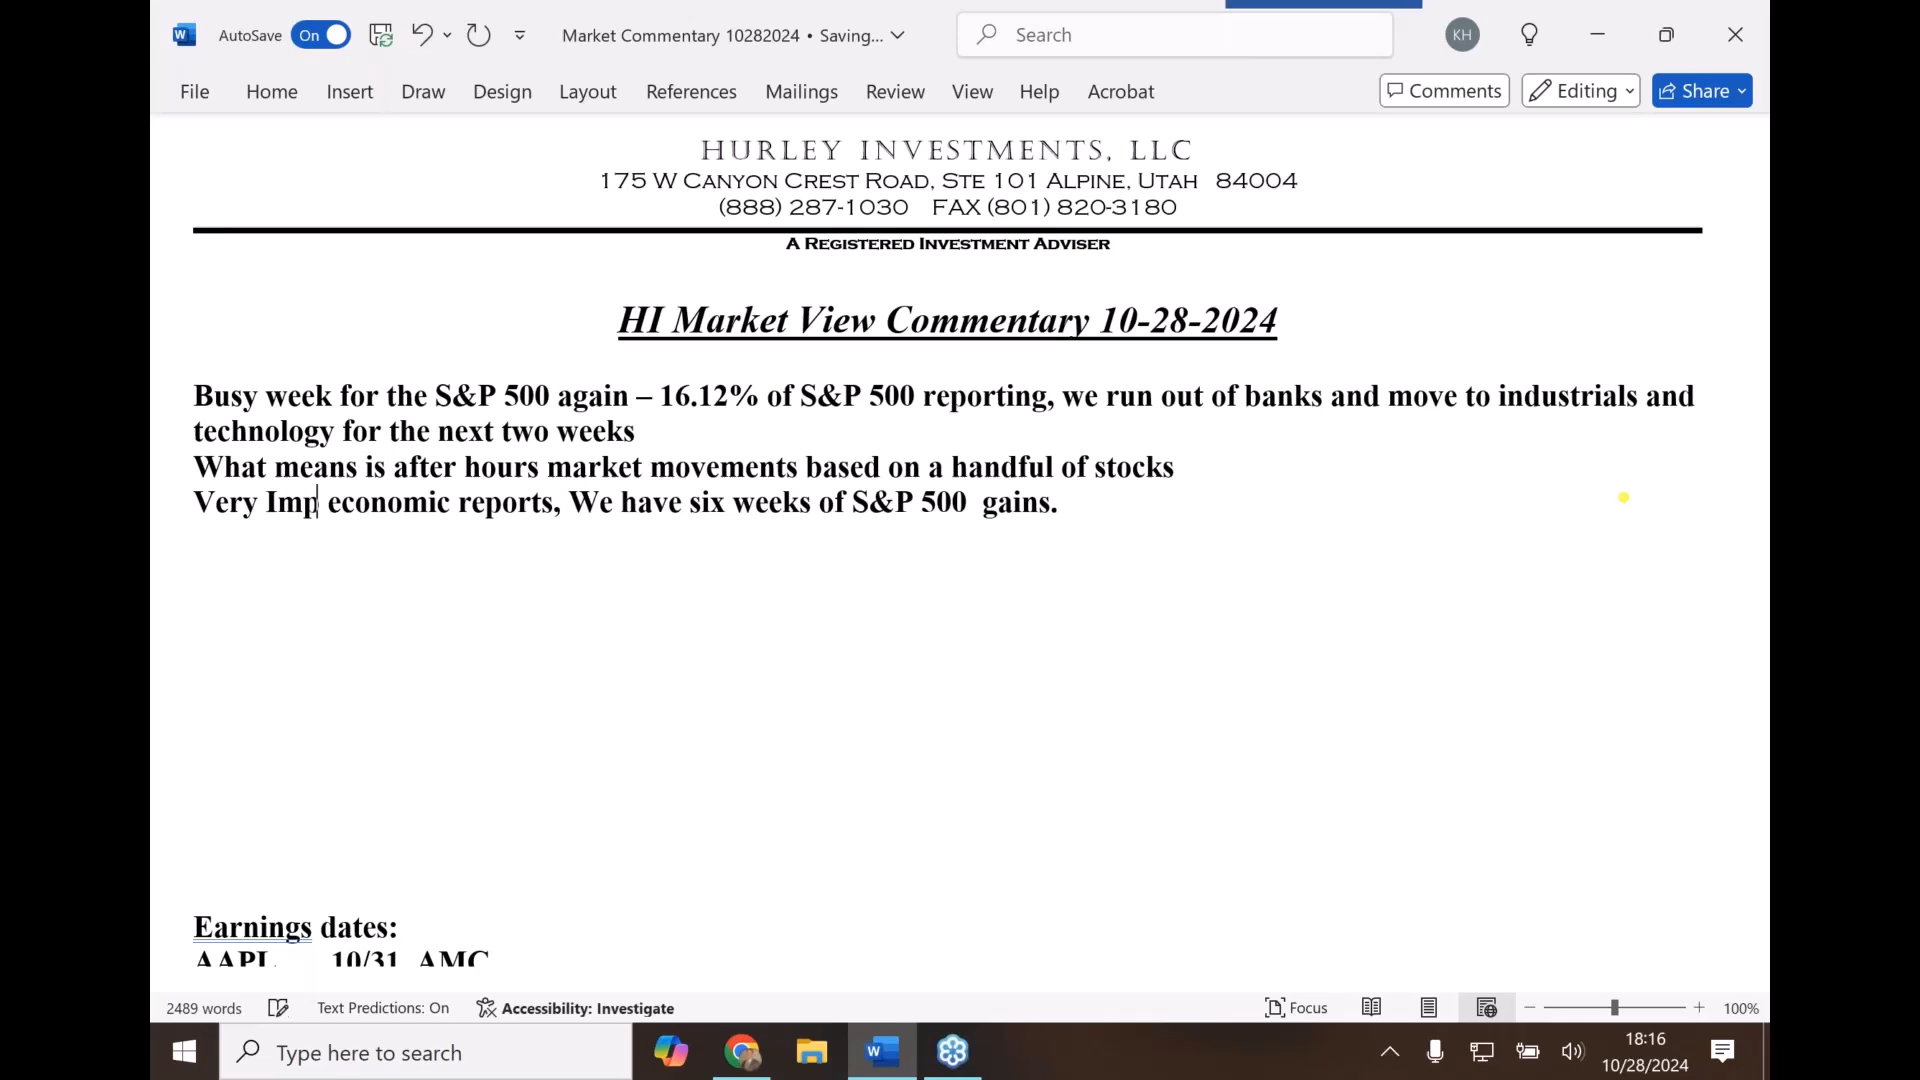 AutoSave On Market Commentary 10282024 • Saving... Search KH
File Home Insert Draw Design Layout References Mailings Review View Help Acrobat Comments Editing Share
HURLEY INVESTMENTS, LLC
175 W CANYON CREST ROAD, STE 101 ALPINE, UTAH 84004
(888) 287-1030 FAX (801) 820-3180
A REGISTERED INVESTMENT ADVISER
HI Market View Commentary 10-28-2024
Busy week for the S&P 500 again – 16.12% of S&P 500 reporting, we run out of banks and move to industrials and
technology for the next two weeks
What means is after hours market movements based on a handful of stocks
Very Imp economic reports, We have six weeks of S&P 500 gains.
Earnings dates:
AAPL 10/31 AMC
2489 words Text Predictions: On Accessibility: Investigate Focus 100%
Type here to search 18:16
10/28/2024